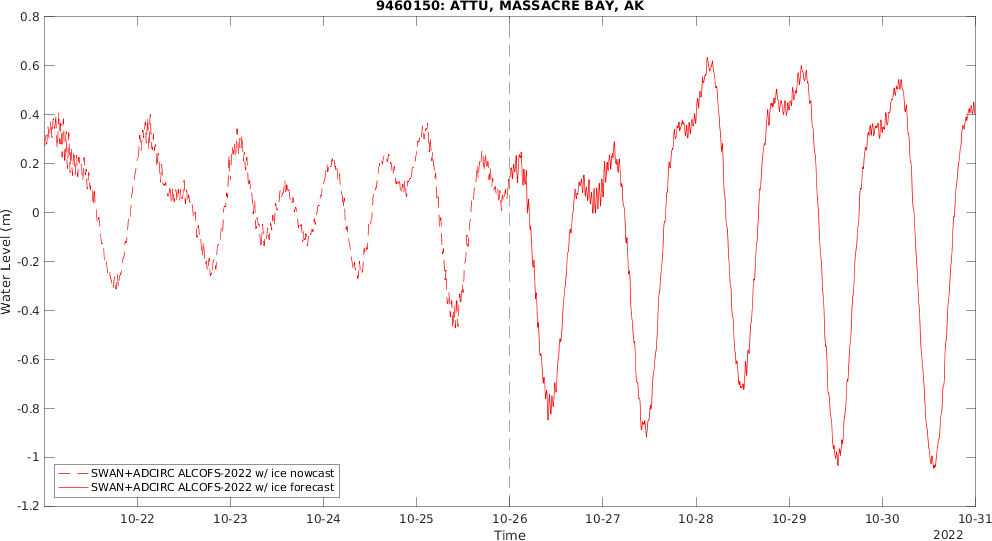 9460150: ATTU, MASSACRE BAY, AK
0.8
0.6
0.4
0.2
0
-0.2
-0.4
-0.6
-0.8
-1
-1.2
Water Level (m)
SWAN+ADCIRC ALCOFS-2022 w/ ice nowcast
SWAN+ADCIRC ALCOFS-2022 w/ ice forecast
10-22 10-23 10-24 10-25 10-26 10-27 10-28 10-29 10-30 10-31
Time
2022